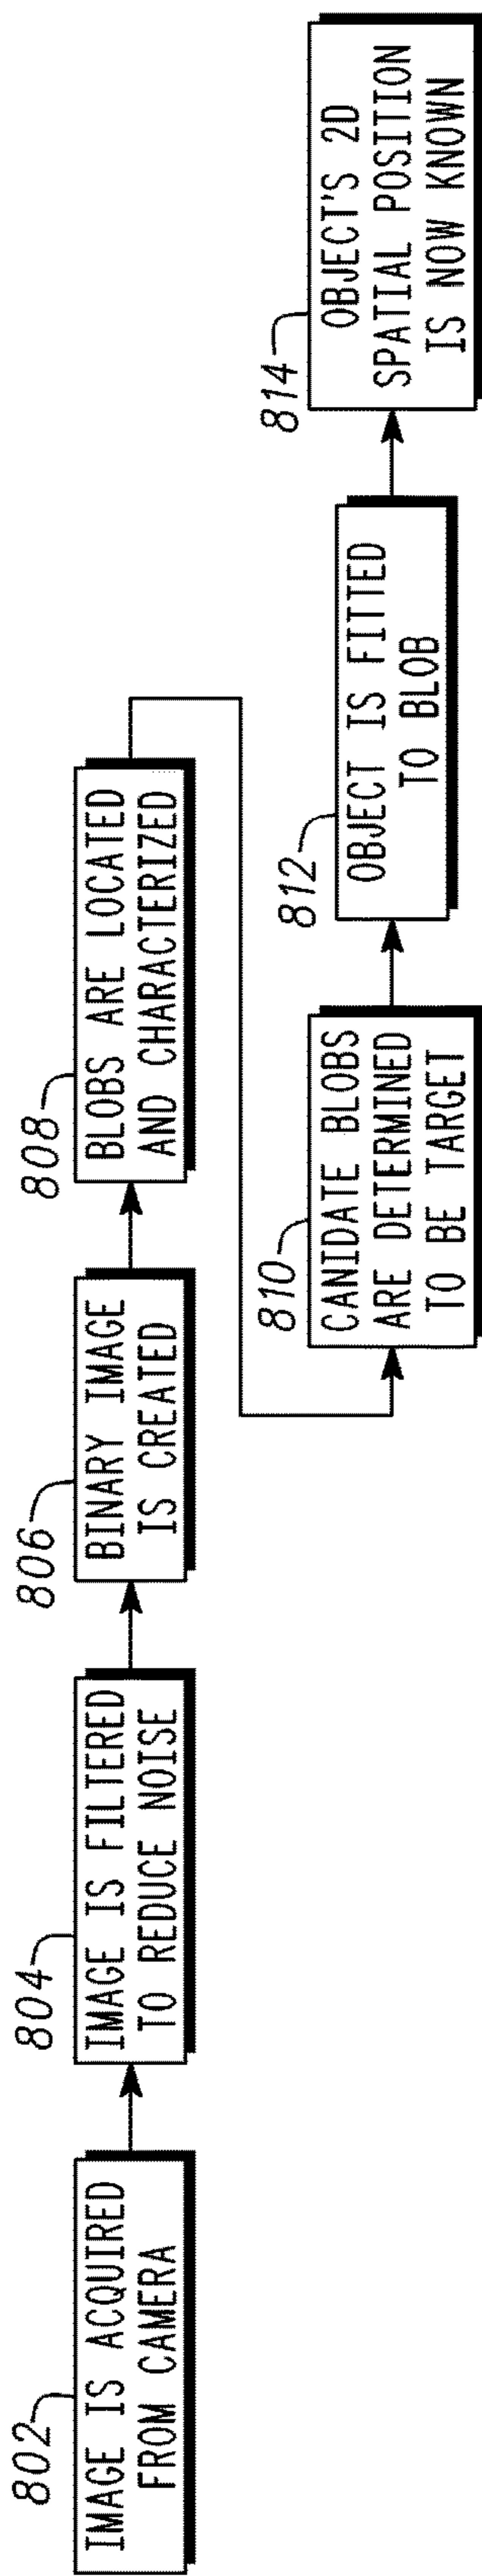 802
IMAGE IS ACQUIRED
FROM CAMERA
804
IMAGE IS FILTERED
TO REDUCE NOISE
806
BINARY IMAGE
IS CREATED
808
BLOBS ARE LOCATED
AND CHARACTERIZED
810
CANIDATE BLOBS
ARE DETERMINED
TO BE TARGET
812
OBJECT IS FITTED
TO BLOB
814
OBJECT'S 2D
SPATIAL POSITION
IS NOW KNOWN